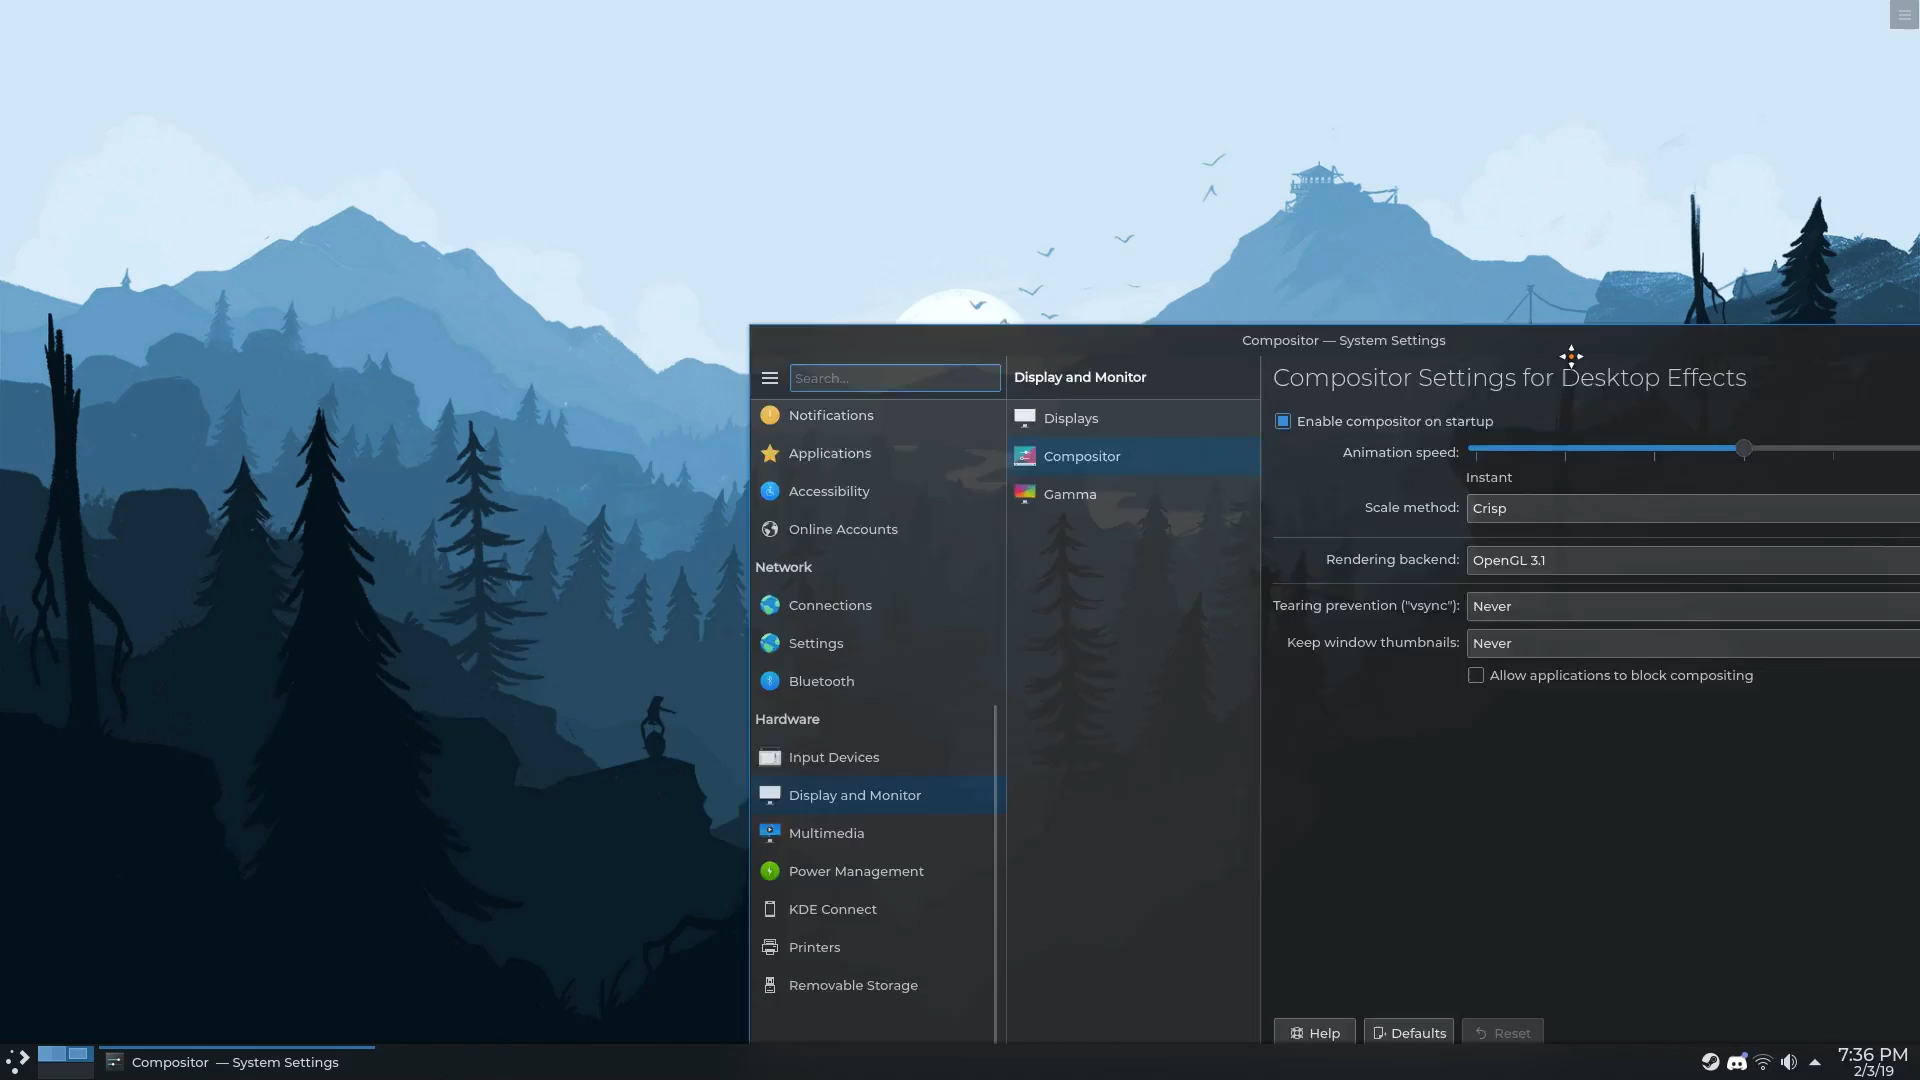 Compositor — System Settings
Search...
Notifications
Applications
Accessibility
Online Accounts
Network
Connections
Settings
Bluetooth
Hardware
Input Devices
Display and Monitor
Multimedia
Power Management
KDE Connect
Printers
Removable Storage
Display and Monitor
Displays
Compositor
Gamma
Compositor Settings for Desktop Effects
Enable compositor on startup
Animation speed:
Instant
Scale method: Crisp
Rendering backend: OpenGL 3.1
Tearing prevention ("vsync"): Never
Keep window thumbnails: Never
Allow applications to block compositing
Help Defaults Reset
Compositor — System Settings
7:36 PM
2/3/19